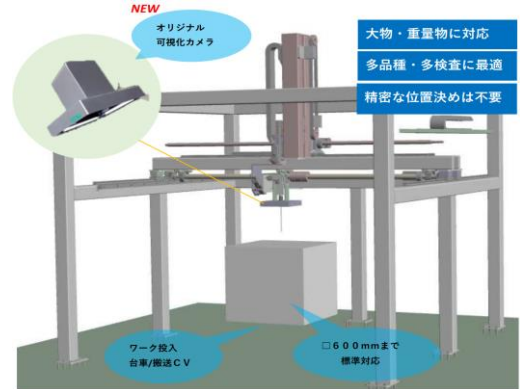 NEW
オリジナル
可視化カメラ
大物・重量物に対応
多品種・多検査に最適
精密な位置決めは不要
ワーク投入
台車/搬送ＣＶ
□６００ｍｍまで
標準対応